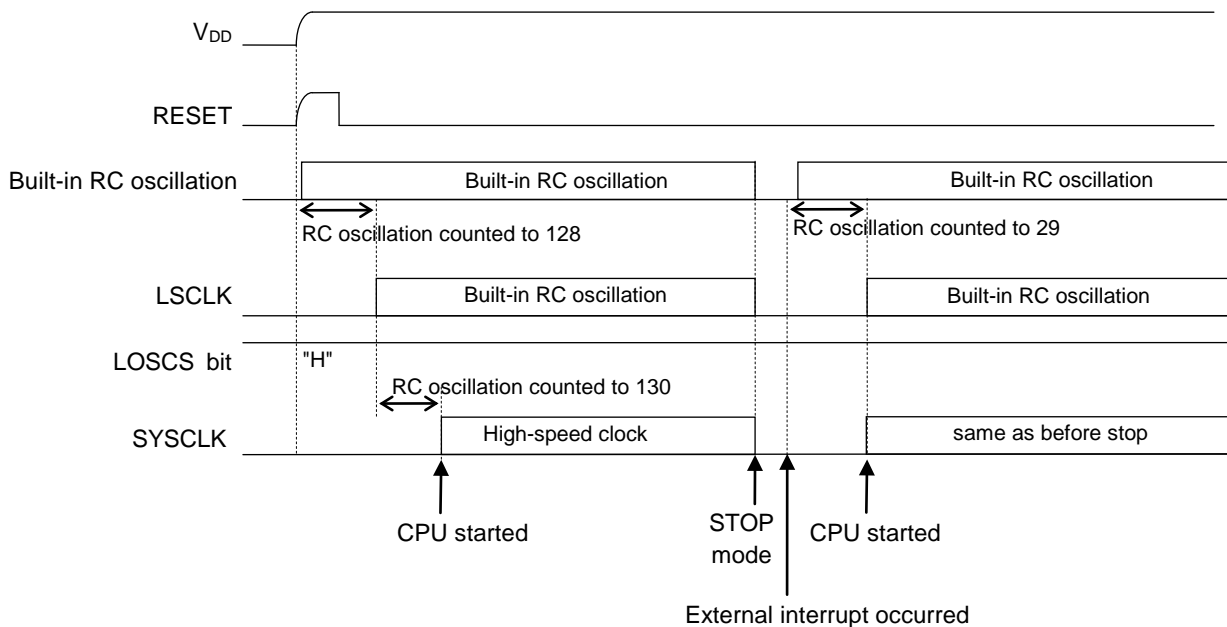 VDD
RESET
Built-in RC oscillation
Built-in RC oscillation
Built-in RC oscillation
RC oscillation counted to 128
RC oscillation counted to 29
LSCLK
Built-in RC oscillation
Built-in RC oscillation
LOSCS bit
"H"
RC oscillation counted to 130
SYSCLK
High-speed clock
same as before stop
CPU started
STOP
mode
CPU started
External interrupt occurred